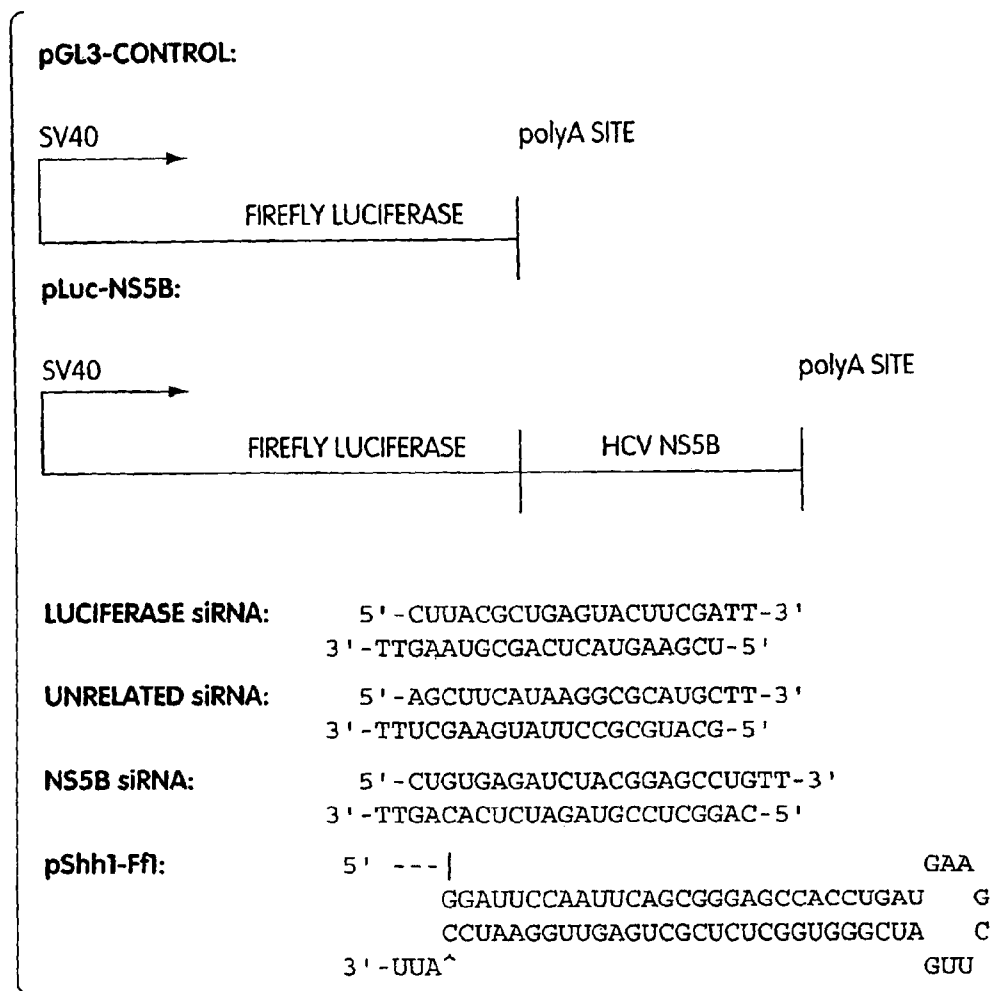 pGL3-CONTROL:
SV40
polyA SITE
FIREFLY LUCIFERASE
pLuc-NS5B:
SV40
polyA SITE
FIREFLY LUCIFERASE
HCV NS5B
LUCIFERASE siRNA: 5'-CUUACGCUGAGUACUUCGATT-3'
3'-TTGAAUGCGACUCAUGAAGCU-5'
UNRELATED siRNA: 5'-AGCUUCAUAAGGCGCAUGCTT-3'
3'-TTUCGAAGUAUUCCGCGUACG-5'
NS5B siRNA: 5'-CUGUGAGAUCUACGGAGCCUGTT-3'
3'-TTGACACUCUAGAUGCCUCGGAC-5'
pShh1-Ff1: 5' ---| GAA
GGAUUCCAAUUCAGCGGGAGCCACCUGAU G
CCUAAGGUUGAGUCGCUCUCGGUGGGCUA C
3'-UUA^ GUU